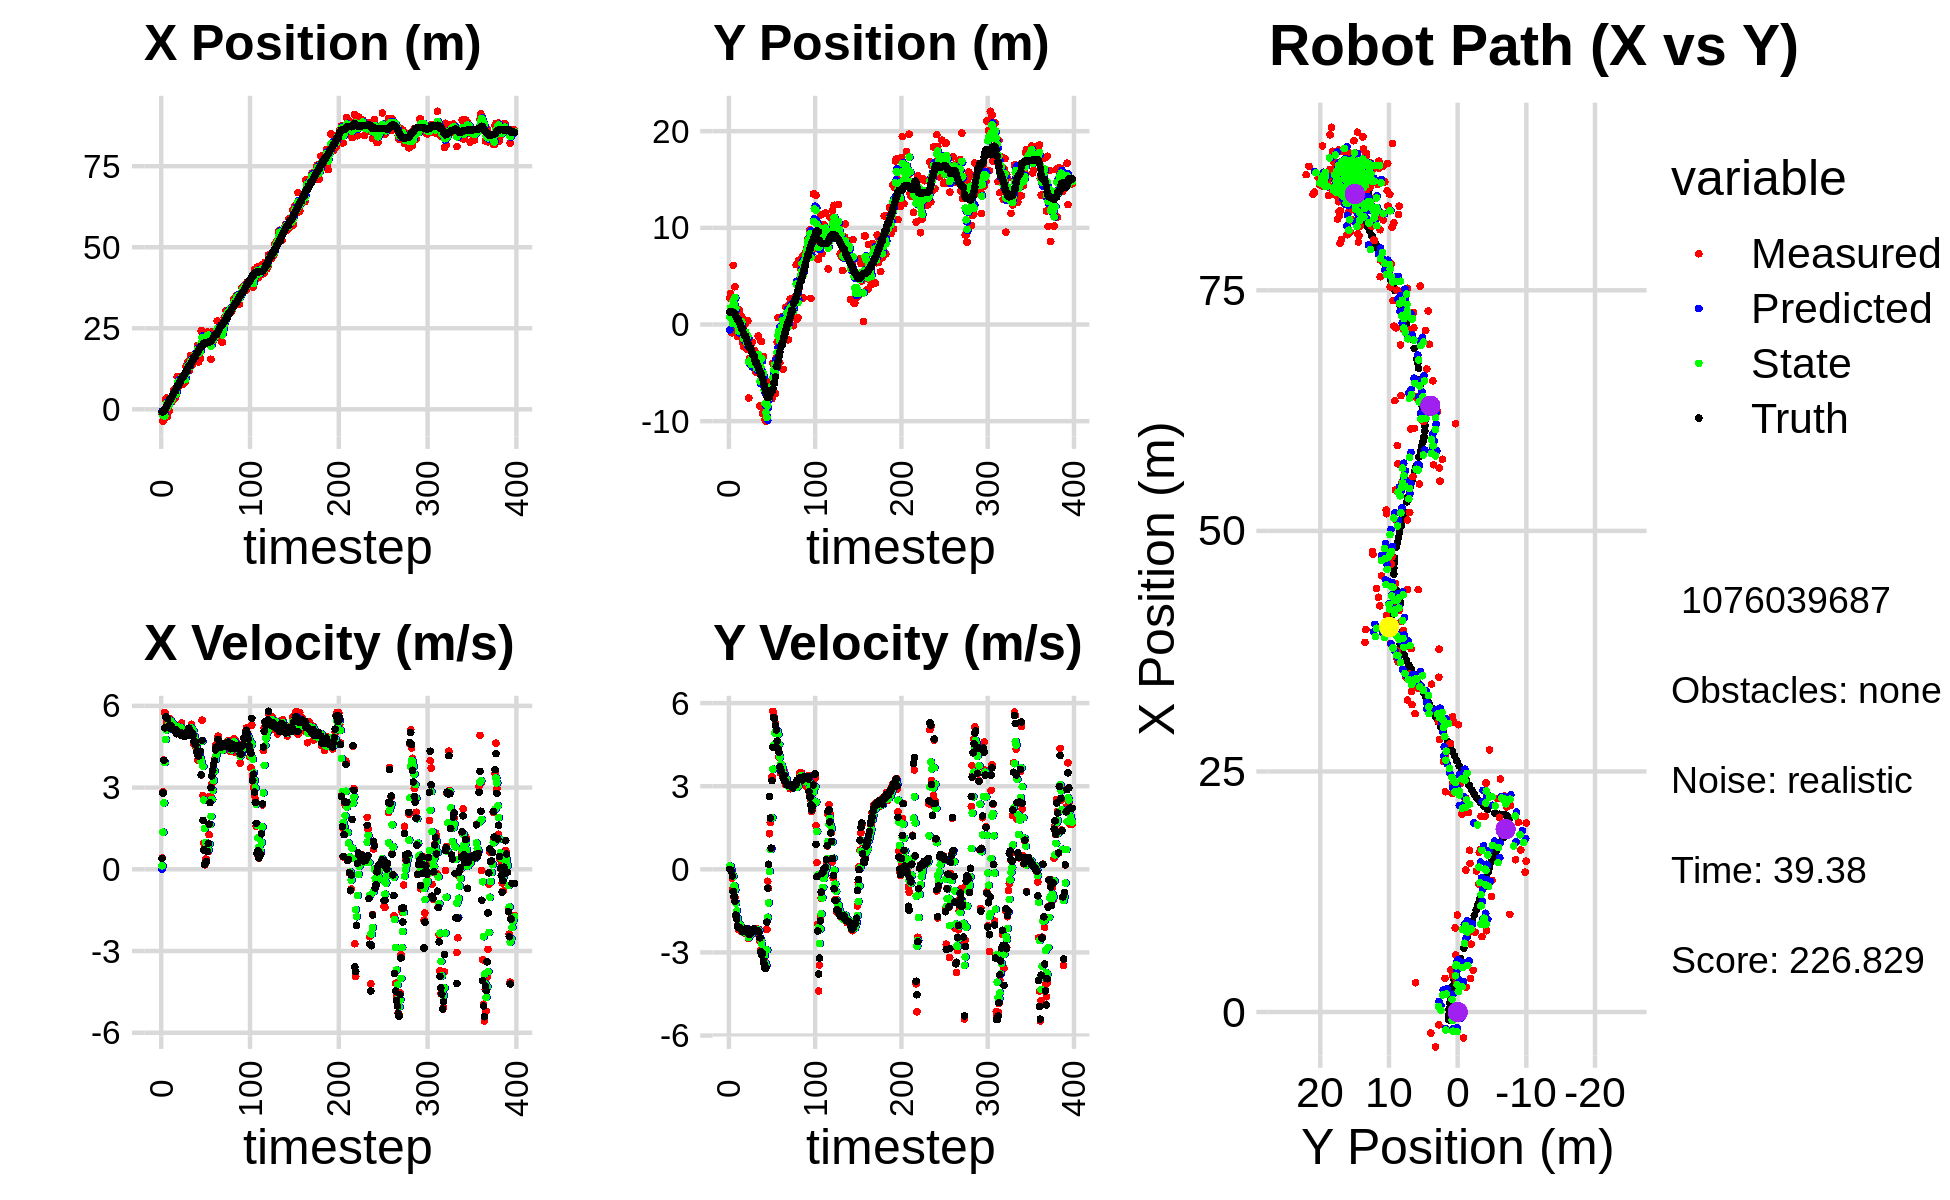 X Position (m)
75
50
25
0
0
100
200
300
400
timestep
Y Position (m)
20
10
0
-10
0
100
200
300
400
timestep
X Velocity (m/s)
6
3
0
-3
-6
0
100
200
300
400
timestep
Y Velocity (m/s)
6
3
0
-3
-6
0
100
200
300
400
timestep
Robot Path (X vs Y)
X Position (m)
75
50
25
0
20 10 0 -10 -20
Y Position (m)
variable
Measured
Predicted
State
Truth
1076039687
Obstacles: none
Noise: realistic
Time: 39.38
Score: 226.829